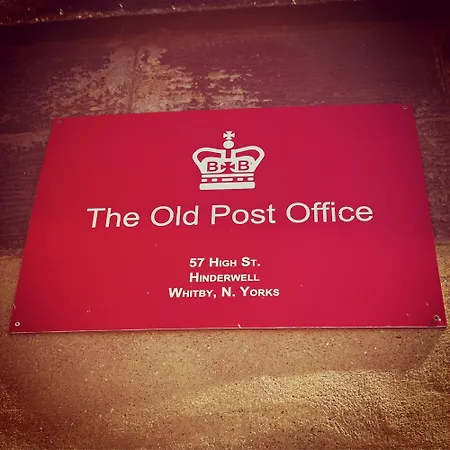 B B
The Old Post Office
57 High St.
Hinderwell
Whitby, N. Yorks